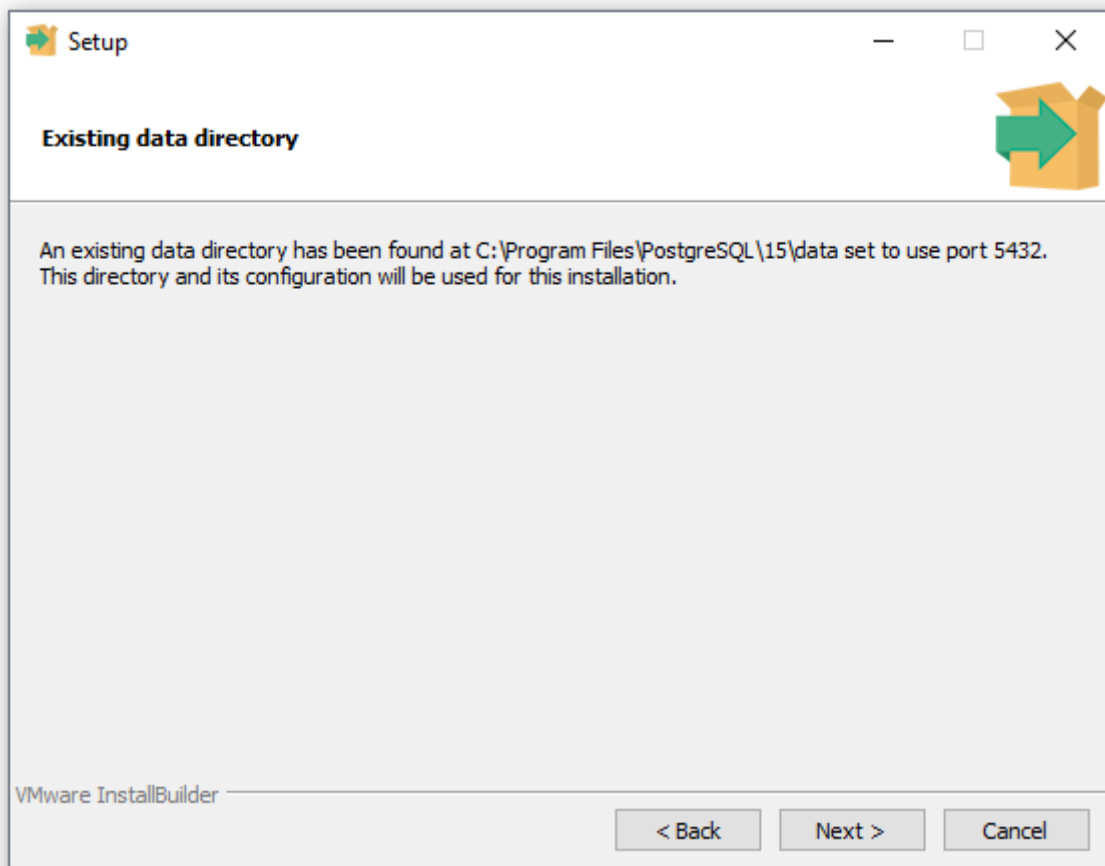 Setup
Existing data directory
An existing data directory has been found at C:\Program Files\PostgreSQL\15\data set to use port 5432.
This directory and its configuration will be used for this installation.
VMware InstallBuilder
< Back Next > Cancel